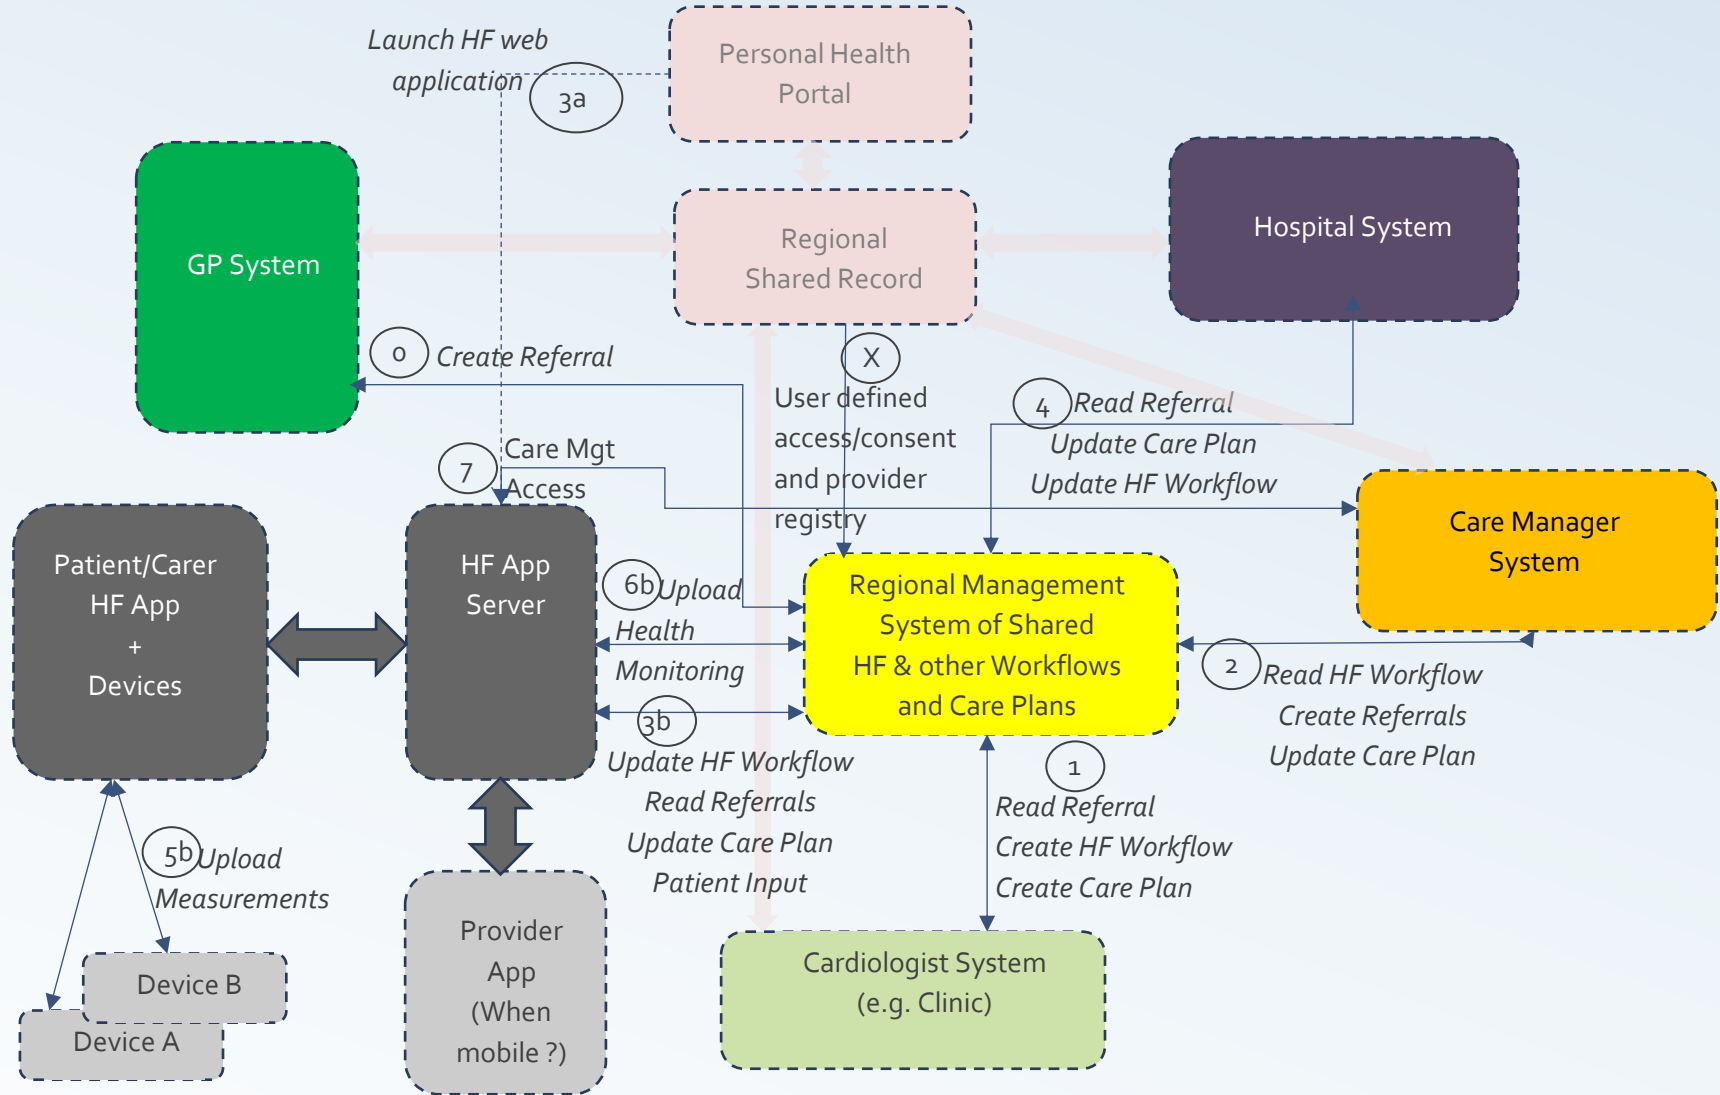 Launch HF web
application
3a
Personal Health
Portal
GP System
Regional
Shared Record
Hospital System
0
Create Referral
X
User defined
access/consent
and provider
registry
4
Read Referral
Update Care Plan
Update HF Workflow
7
Care Mgt
Access
Patient/Carer
HF App
+
Devices
HF App
Server
6b
Upload
Health
Monitoring
Regional Management
System of Shared
HF & other Workflows
and Care Plans
Care Manager
System
2
Read HF Workflow
Create Referrals
Update Care Plan
3b
Update HF Workflow
Read Referrals
Update Care Plan
Patient Input
1
Read Referral
Create HF Workflow
Create Care Plan
5b
Upload
Measurements
Device B
Device A
Provider
App
(When
mobile ?)
Cardiologist System
(e.g. Clinic)